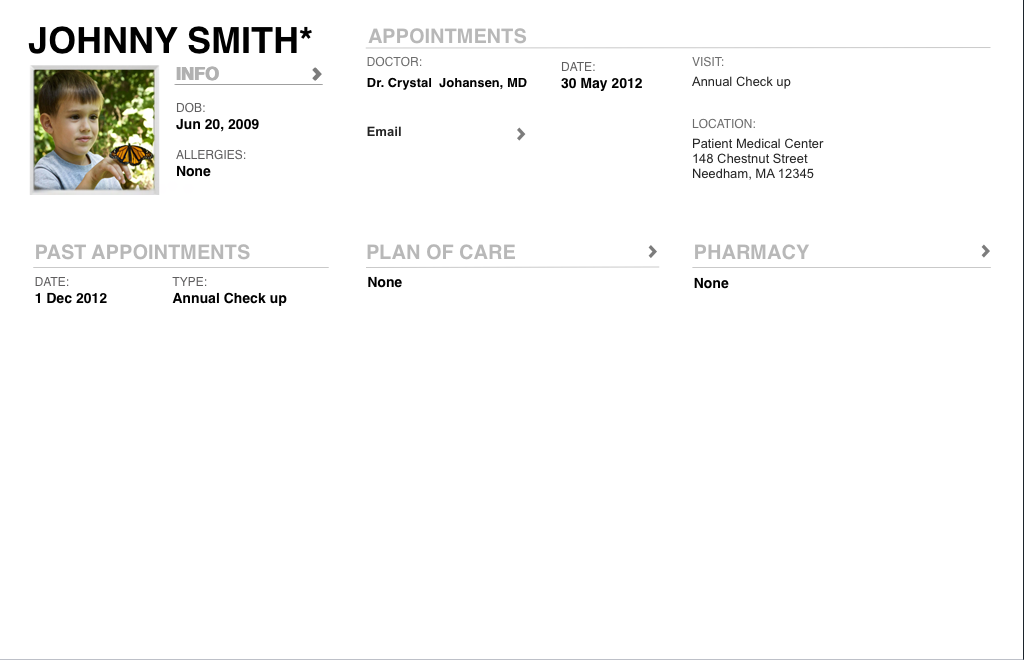 JOHNNY SMITH*
INFO
DOB:
Jun 20, 2009
ALLERGIES:
None
APPOINTMENTS
DOCTOR:
Dr. Crystal  Johansen, MD
Email
DATE:
30 May 2012
VISIT:
Annual Check up
LOCATION:
Patient Medical Center
148 Chestnut Street
Needham, MA 12345
PAST APPOINTMENTS
DATE:
1 Dec 2012
TYPE:
Annual Check up
PLAN OF CARE
None
PHARMACY
None